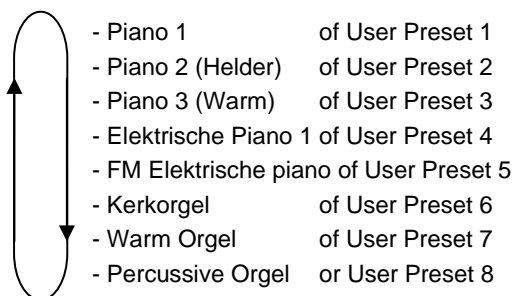 - Piano 1 of User Preset 1
- Piano 2 (Helder) of User Preset 2
- Piano 3 (Warm) of User Preset 3
- Elektrische Piano 1 of User Preset 4
- FM Elektrische piano of User Preset 5
- Kerkorgel of User Preset 6
- Warm Orgel of User Preset 7
- Percussive Orgel or User Preset 8